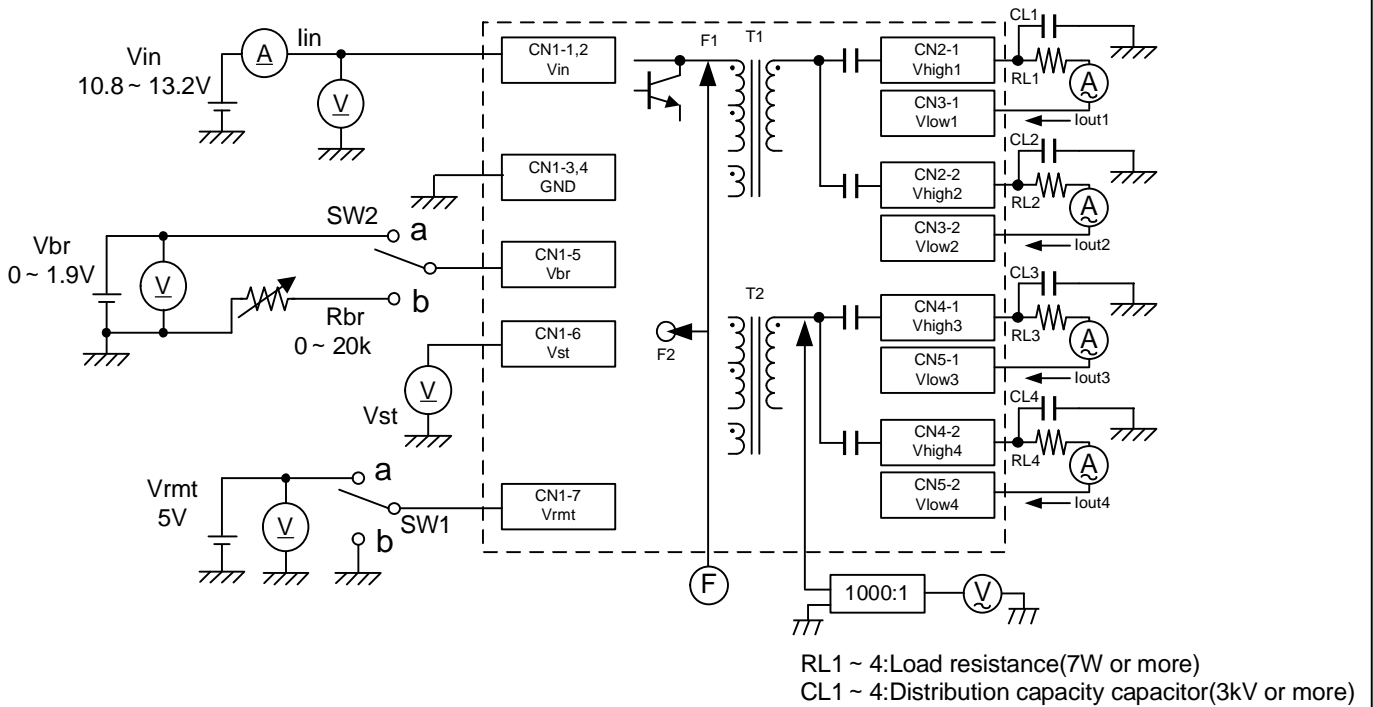 Vin
10.8 ~ 13.2V
A
Iin
V
CN1-1,2
Vin
F1
T1
CN2-1
Vhigh1
CL1
RL1
A
CN3-1
Vlow1
Iout1
CN1-3,4
GND
CN2-2
Vhigh2
CL2
RL2
A
CN3-2
Vlow2
Iout2
SW2
a
b
Vbr
0 ~ 1.9V
V
Rbr
0 ~ 20k
CN1-5
Vbr
CN1-6
Vst
V
Vst
F2
T2
CN4-1
Vhigh3
CL3
RL3
A
CN5-1
Vlow3
Iout3
CN4-2
Vhigh4
CL4
RL4
A
CN5-2
Vlow4
Iout4
Vrmt
5V
V
a
b
SW1
CN1-7
Vrmt
F
1000:1
V
RL1 ~ 4:Load resistance(7W or more)
CL1 ~ 4:Distribution capacity capacitor(3kV or more)